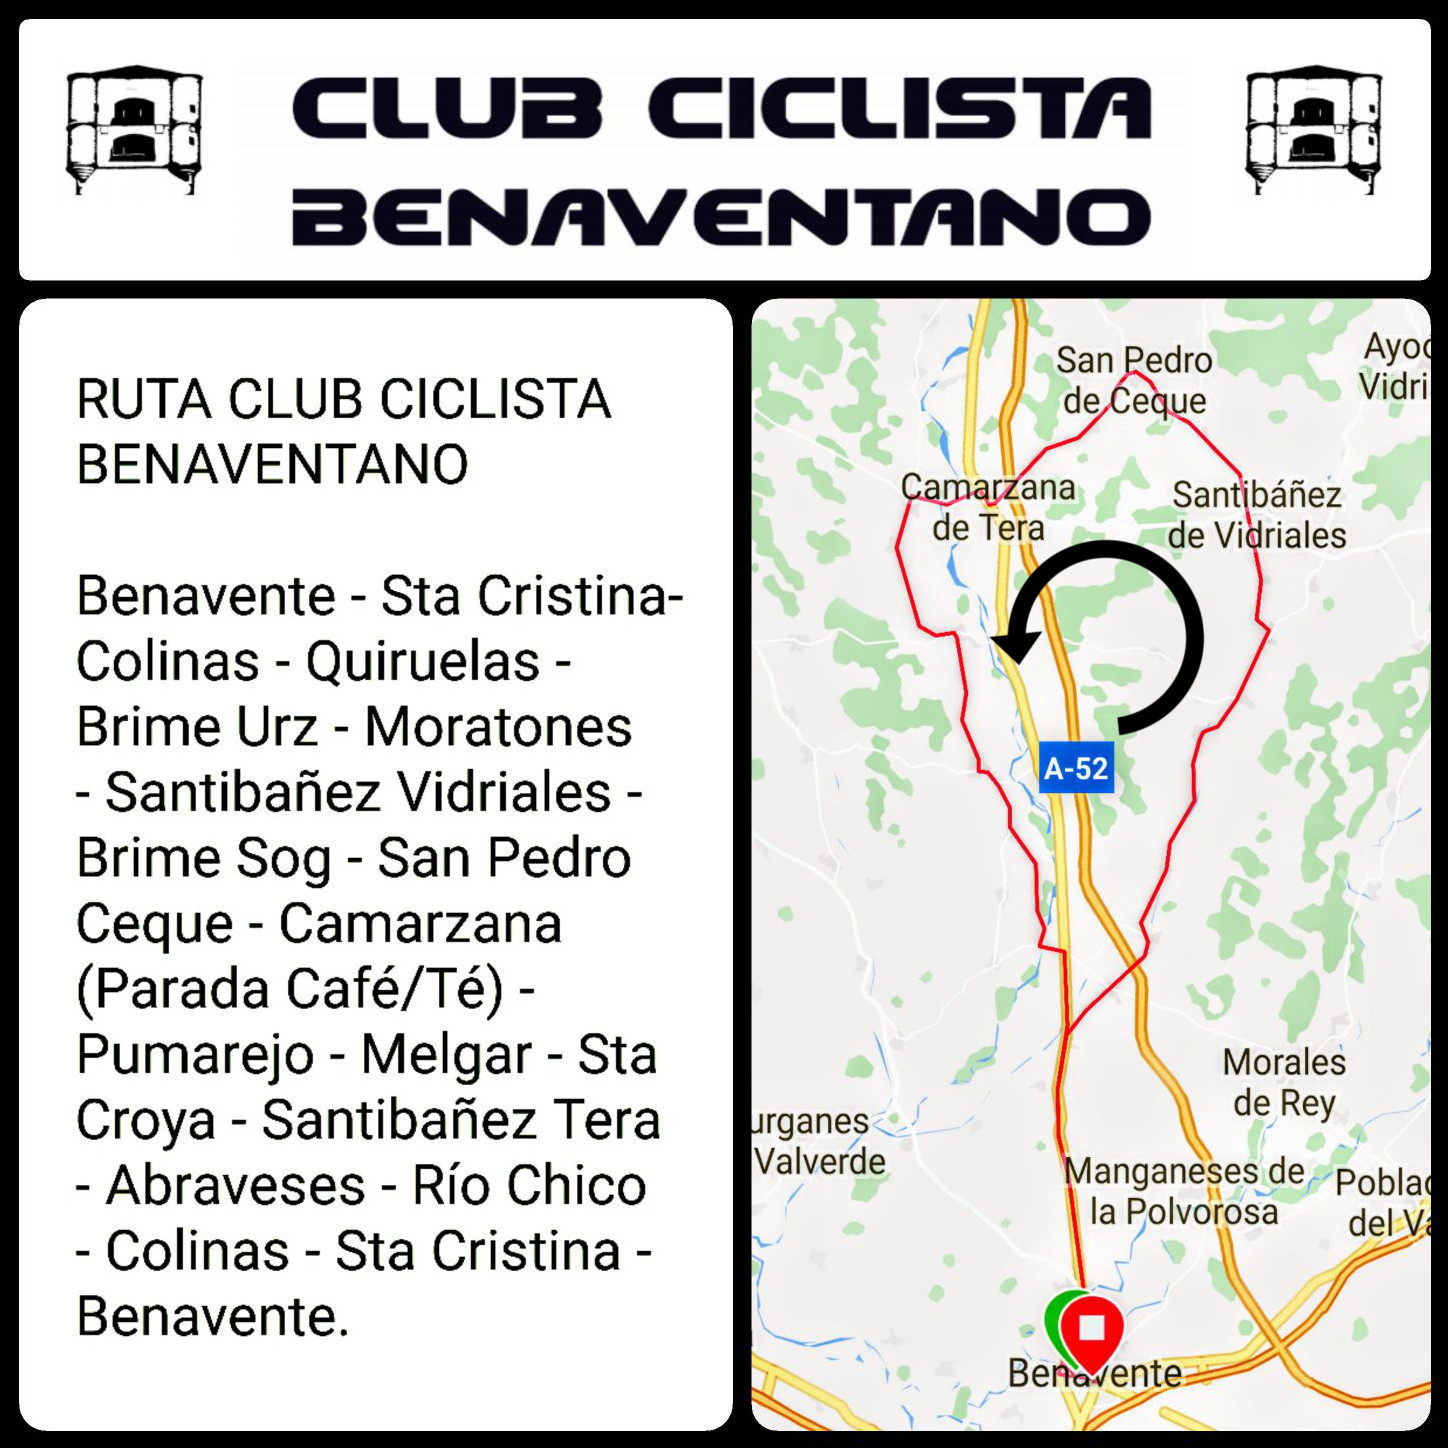 CLUB CICLISTA
BENAVENTANO
RUTA CLUB CICLISTA
BENAVENTANO
Benavente - Sta Cristina-
Colinas - Quiruelas -
Brime Urz - Moratones
- Santibañez Vidriales -
Brime Sog - San Pedro
Ceque - Camarzana
(Parada Café/Té) -
Pumarejo - Melgar - Sta
Croya - Santibañez Tera
- Abraveses - Río Chico
- Colinas - Sta Cristina -
Benavente.
San Pedro
de Ceque
Ayoo
Vidri
Camarzana
de Tera
Santibáñez
de Vidriales
A-52
Morales
de Rey
urganes
Valverde
Manganeses de
la Polvorosa
Poblac
del Va
Benavente